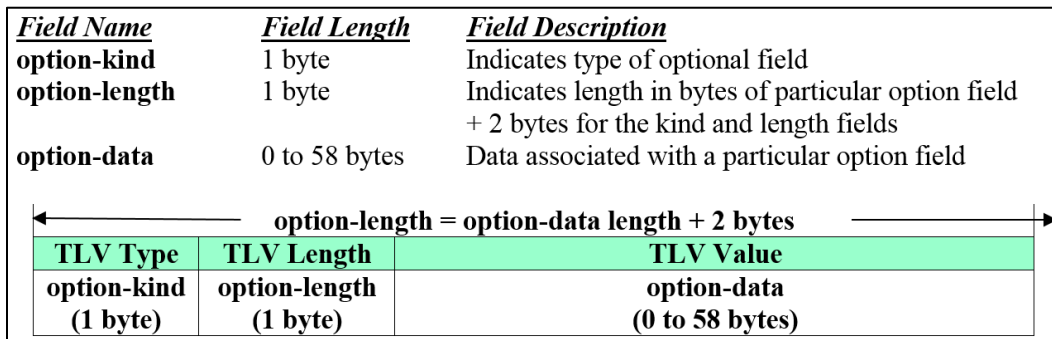 Field Name Field Length Field Description
option-kind 1 byte Indicates type of optional field
option-length 1 byte Indicates length in bytes of particular option field
+ 2 bytes for the kind and length fields
option-data 0 to 58 bytes Data associated with a particular option field
option-length = option-data length + 2 bytes
TLV Type TLV Length TLV Value
option-kind option-length option-data
(1 byte) (1 byte) (0 to 58 bytes)